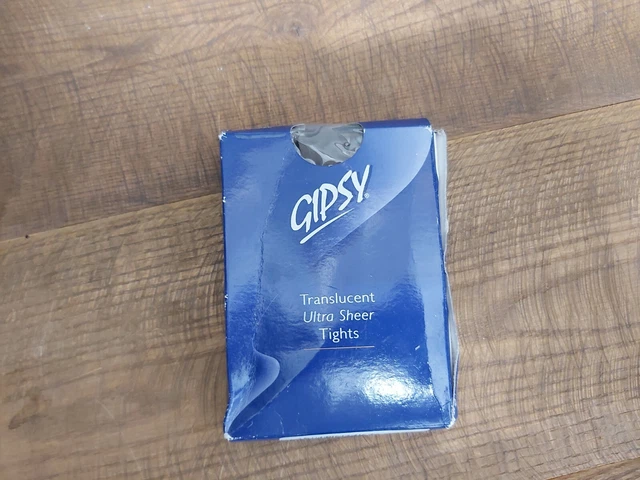 GIPSY
Translucent
Ultra Sheer
Tights